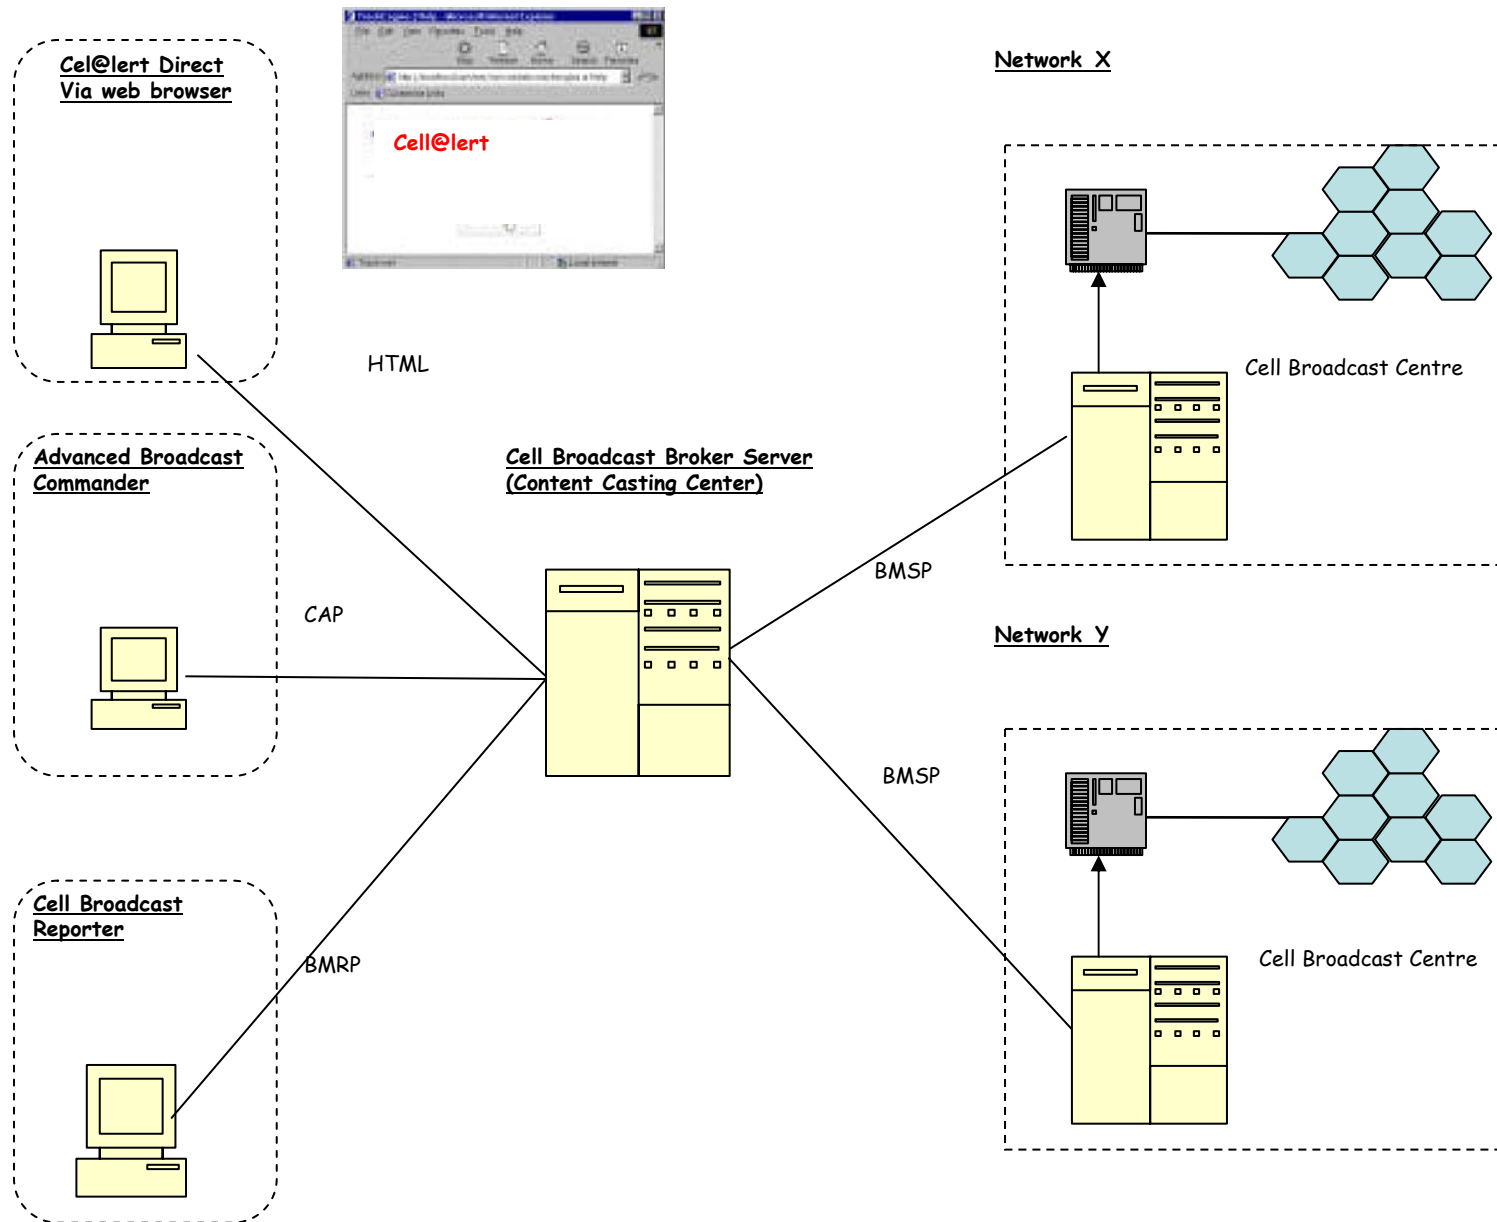 Cel@lert Direct
Via web browser
Cell@lert
HTML
Network X
Cell Broadcast Centre
Advanced Broadcast
Commander
Cell Broadcast Broker Server
(Content Casting Center)
CAP
BMSP
Network Y
BMSP
Cell Broadcast
Reporter
BMRP
Cell Broadcast Centre